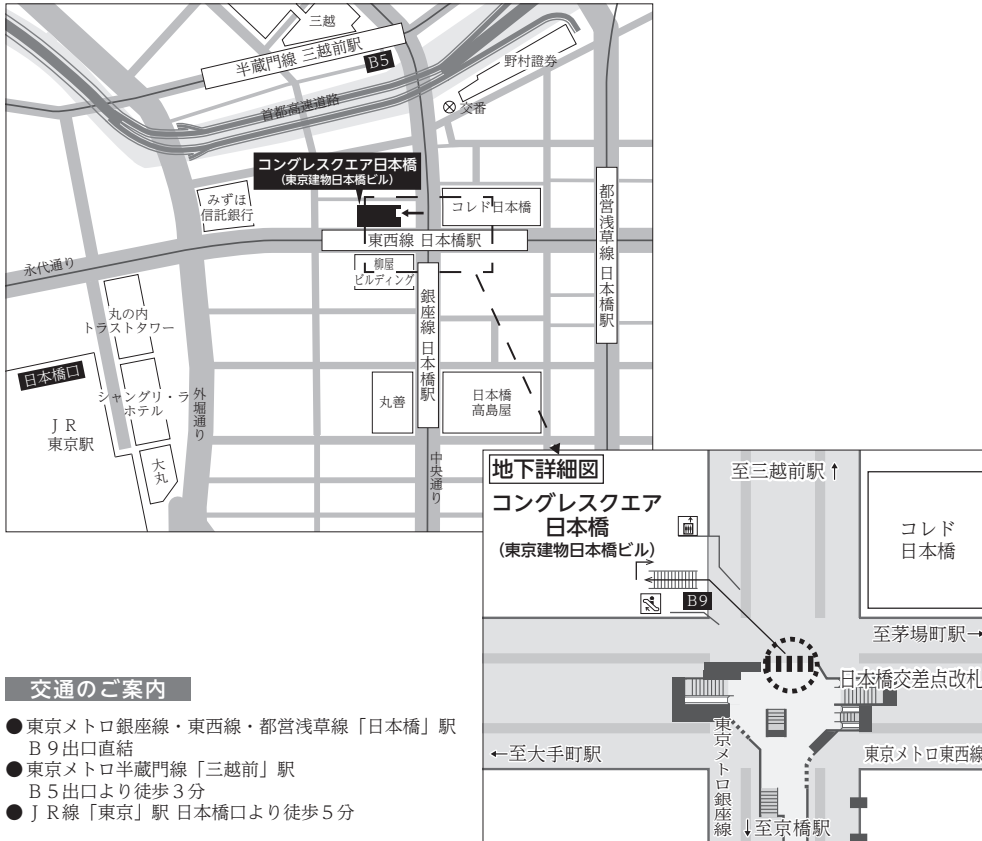 三越
半蔵門線 三越前駅
B5
野村證券
首都高速道路
交番
コングレスクエア日本橋
(東京建物日本橋ビル)
みずほ
信託銀行
コレド日本橋
都営浅草線 日本橋駅
東西線 日本橋駅
永代通り
柳屋
ビルディング
銀座線 日本橋駅
丸の内
トラストタワー
日本橋口
シャングリ・ラ
ホテル
外堀通り
丸善
日本橋
高島屋
JR
東京駅
大丸
中央通り
地下詳細図
至三越前駅↑
コングレスクエア
日本橋
(東京建物日本橋ビル)
コレド
日本橋
B9
至茅場町駅→
日本橋交差点改札
東京メトロ銀座線
←至大手町駅
東京メトロ東西線
↓至京橋駅
交通のご案内
●東京メトロ銀座線・東西線・都営浅草線「日本橋」駅
B9出口直結
●東京メトロ半蔵門線「三越前」駅
B5出口より徒歩3分
●JR線「東京」駅 日本橋口より徒歩5分